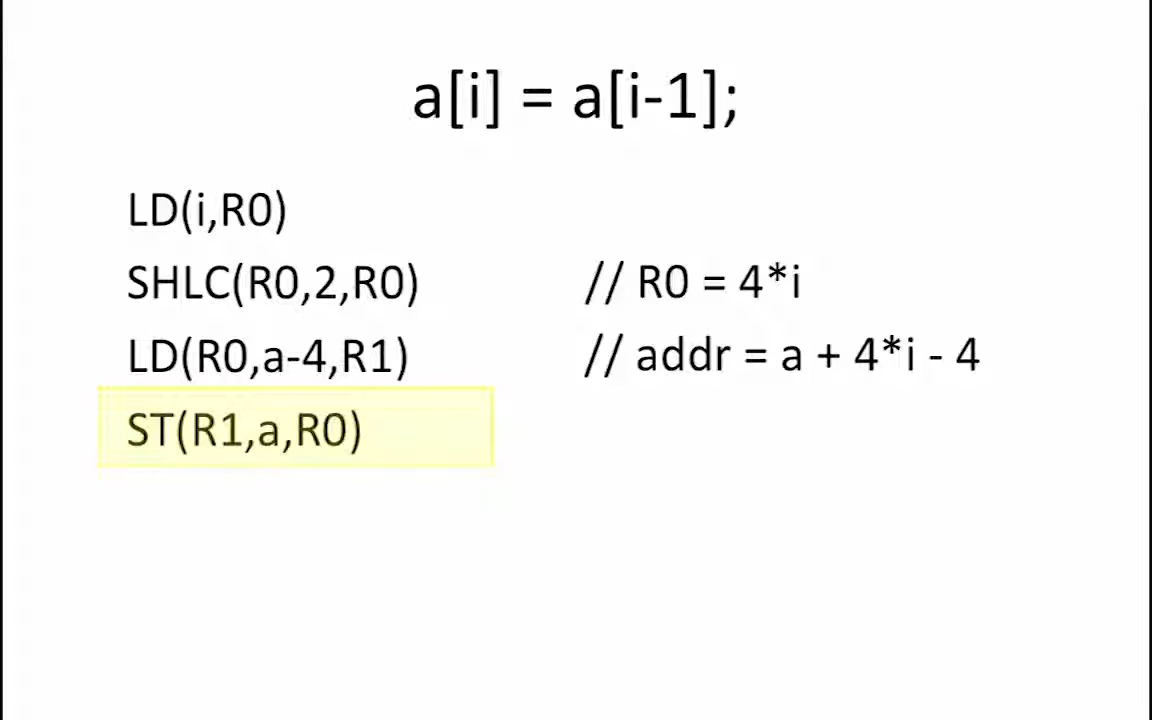 a[i] = a[i-1];
LD(i,R0)
SHLC(R0,2,R0) // R0 = 4*i
LD(R0,a-4,R1) // addr = a + 4*i - 4
ST(R1,a,R0)